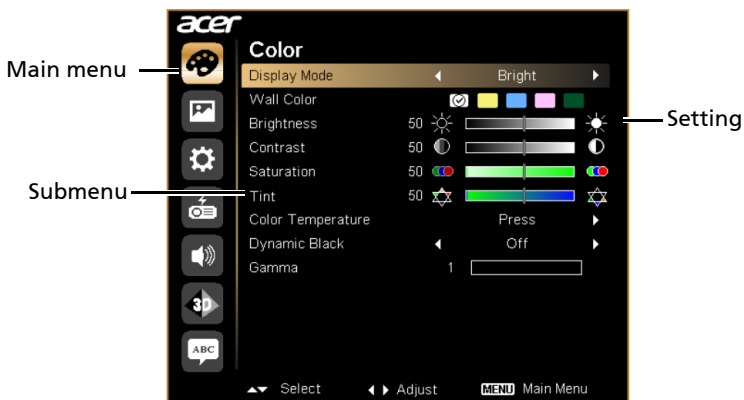 acer
Color
Main menu
Display Mode Bright
Wall Color
Brightness 50
Setting
Contrast 50
Saturation 50
Submenu
Tint 50
Color Temperature Press
Dynamic Black Off
Gamma 1
3D
ABC
Select Adjust MENU Main Menu